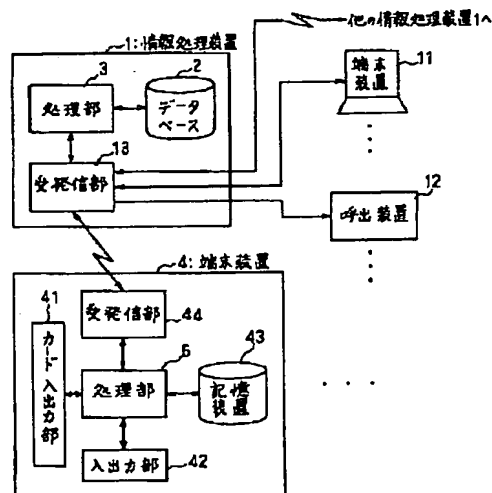 他の情報処理装置1へ
1:情報処理装置
3
処理部
2
データ
ベース
13
受発信部
11
端末
装置
12
呼出装置
4:端末装置
41
カード入出力部
受発信部
44
6
処理部
43
記憶
装置
入出力部
42